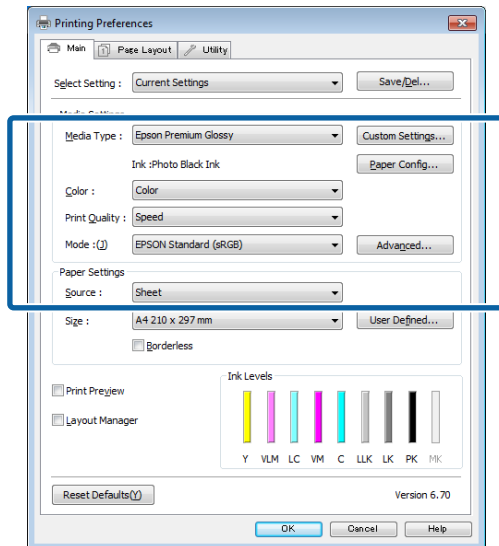 Printing Preferences
Main Page Layout Utility
Select Setting : Current Settings Save/Del...
Media Settings
Media Type : Epson Premium Glossy Custom Settings...
Ink :Photo Black Ink Paper Config...
Color : Color
Print Quality : Speed
Mode :(J) EPSON Standard (sRGB) Advanced...
Paper Settings
Source : Sheet
Size : A4 210 x 297 mm User Defined...
Borderless
Ink Levels
Print Preview
Layout Manager
Y VLM LC VM C LLK LK PK MK
Reset Defaults(Y) Version 6.70
OK Cancel Help